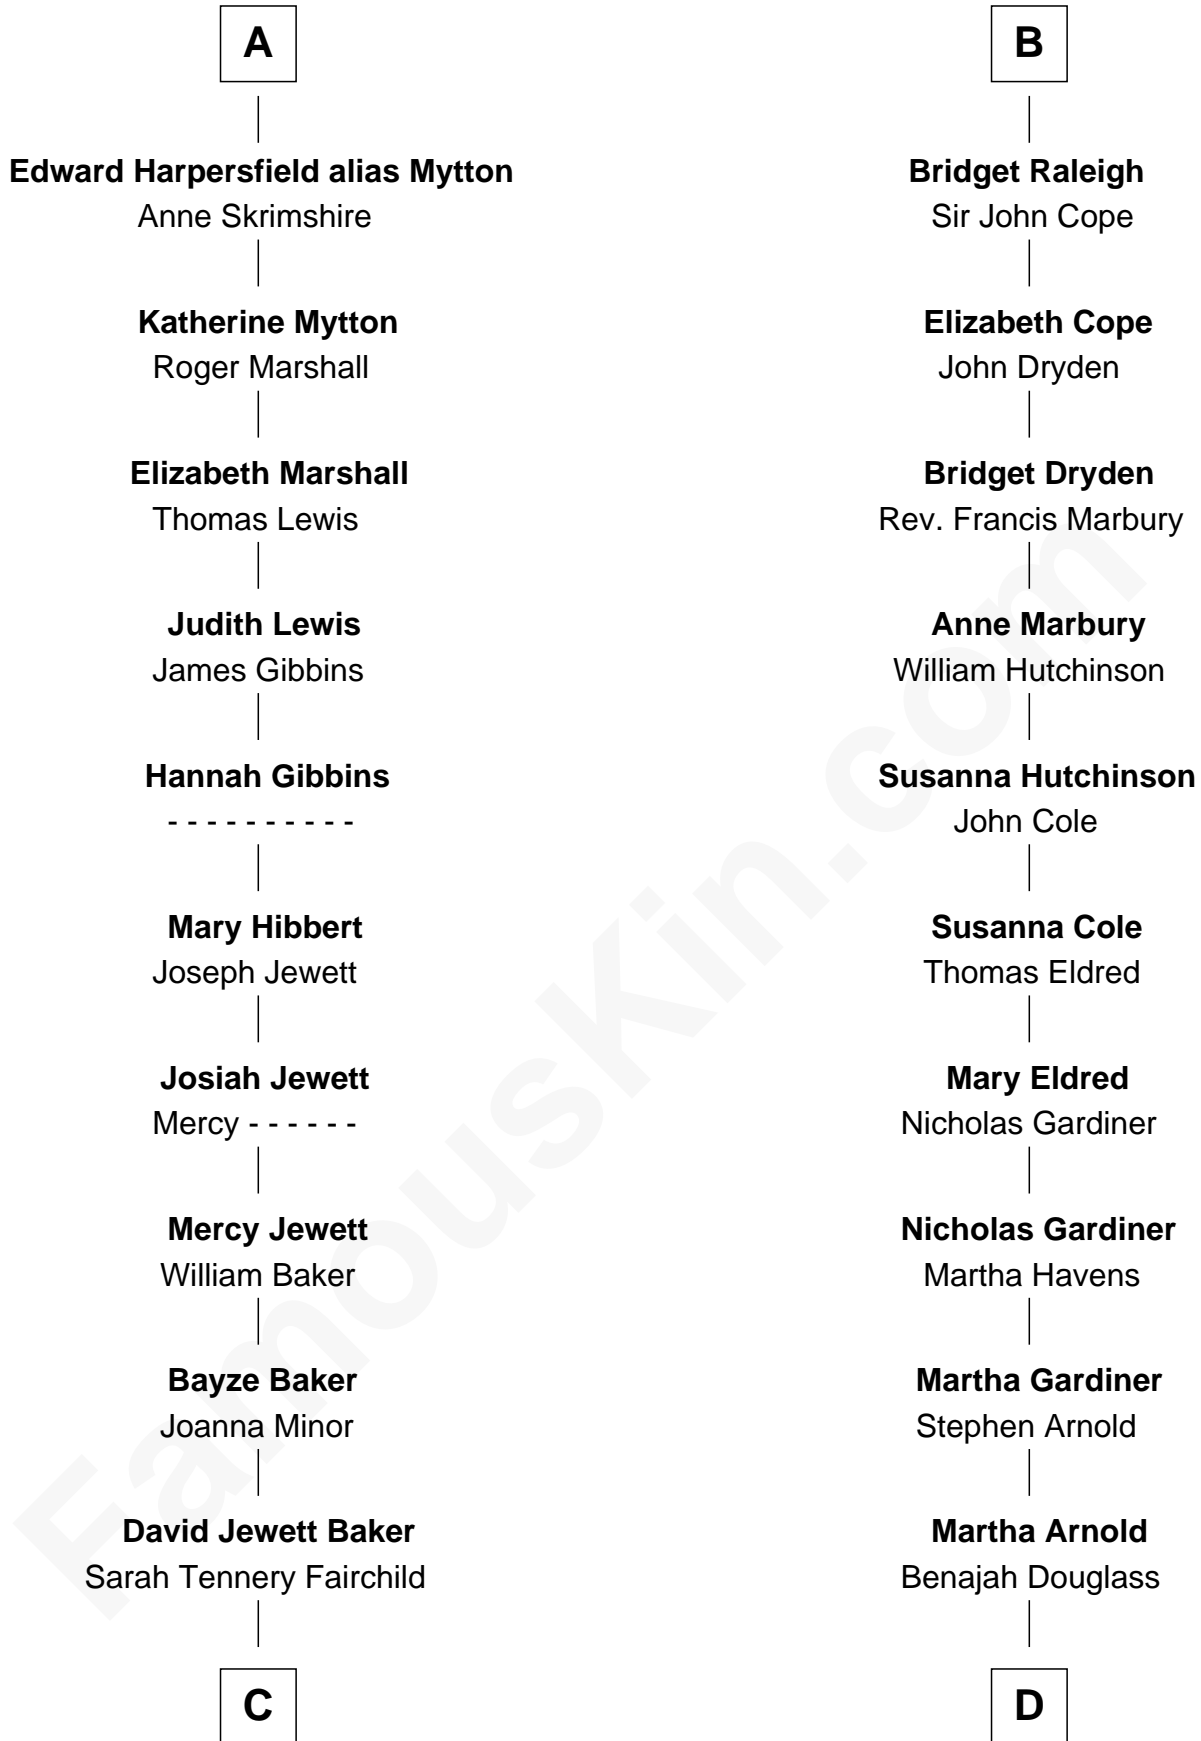 A
Edward Harpersfield alias Mytton
Anne Skrimshire
Katherine Mytton
Roger Marshall
Elizabeth Marshall
Thomas Lewis
Judith Lewis
James Gibbins
Hannah Gibbins
- - - - - - - - - -
Mary Hibbert
Joseph Jewett
Josiah Jewett
Mercy - - - - - -
Mercy Jewett
William Baker
Bayze Baker
Joanna Minor
David Jewett Baker
Sarah Tennery Fairchild
C
B
Bridget Raleigh
Sir John Cope
Elizabeth Cope
John Dryden
Bridget Dryden
Rev. Francis Marbury
Anne Marbury
William Hutchinson
Susanna Hutchinson
John Cole
Susanna Cole
Thomas Eldred
Mary Eldred
Nicholas Gardiner
Nicholas Gardiner
Martha Havens
Martha Gardiner
Stephen Arnold
Martha Arnold
Benajah Douglass
D
FamousKin.com